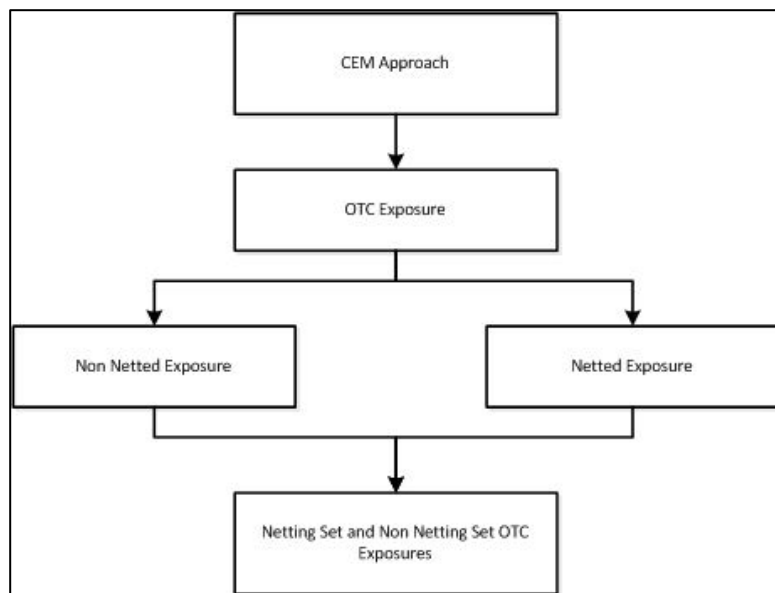 CEM Approach
OTC Exposure
Non Netted Exposure
Netted Exposure
Netting Set and Non Netting Set OTC
Exposures